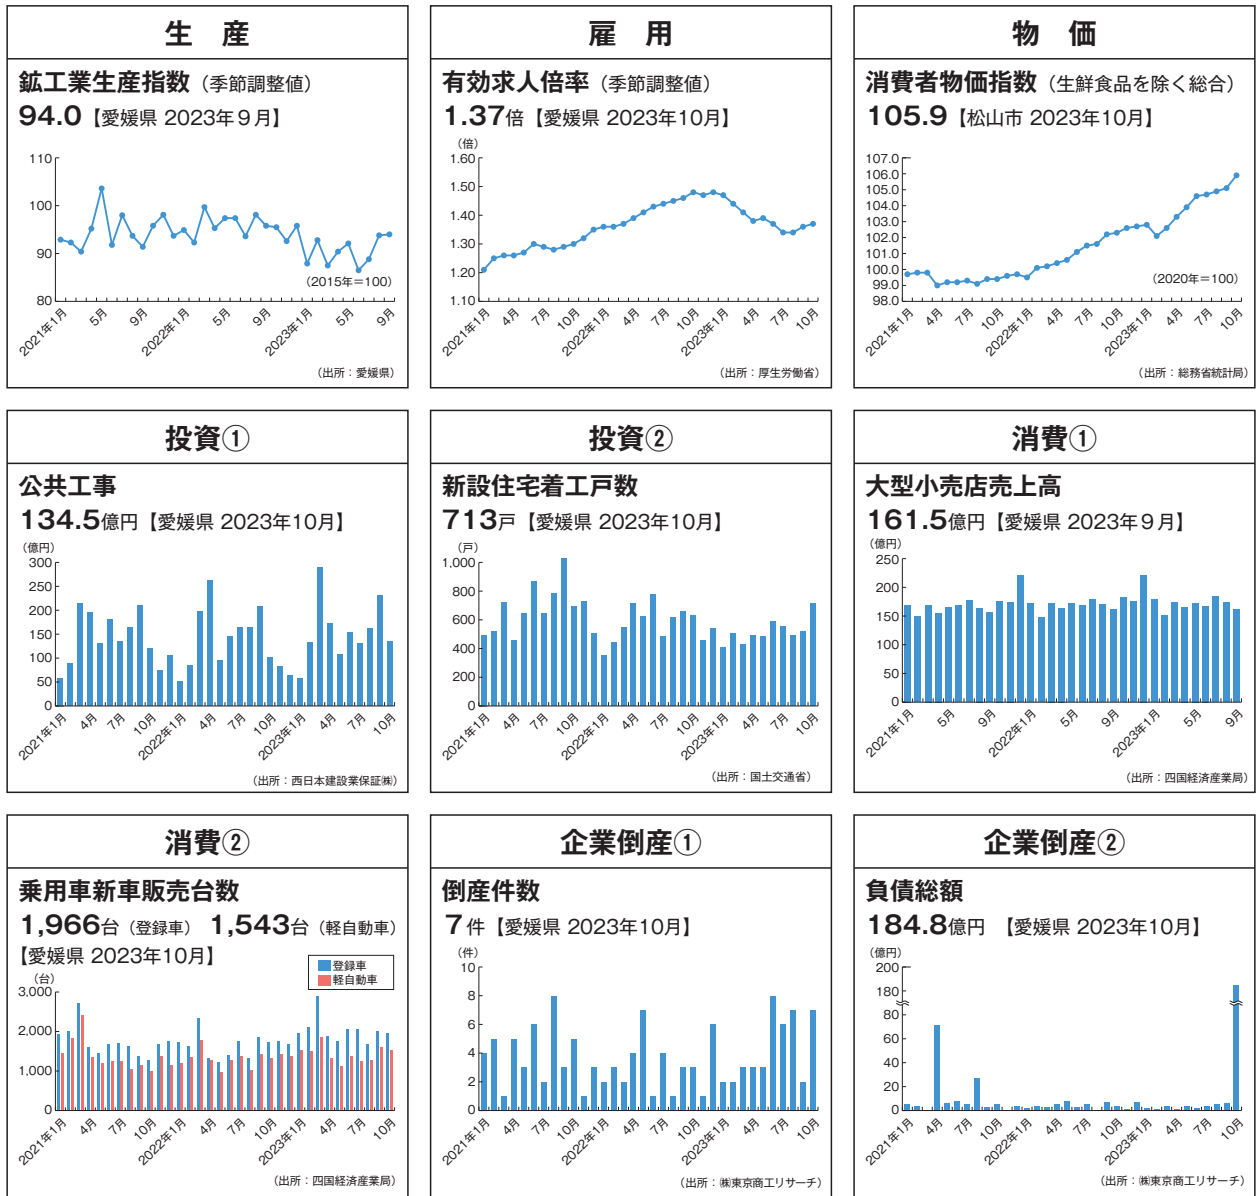 生　産
鉱工業生産指数（季節調整値）
94.0【愛媛県 2023年９月】
110
100
90
80
(2015年＝100)
2021年1月
5月
9月
2022年1月
5月
9月
2023年1月
5月
9月
（出所：愛媛県）
雇　用
有効求人倍率（季節調整値）
1.37倍【愛媛県 2023年10月】
（倍）
1.60
1.50
1.40
1.30
1.20
1.10
2021年1月
4月
7月
10月
2022年1月
4月
7月
10月
2023年1月
4月
7月
10月
（出所：厚生労働省）
物　価
消費者物価指数（生鮮食品を除く総合）
105.9【松山市 2023年10月】
107.0
106.0
105.0
104.0
103.0
102.0
101.0
100.0
99.0
98.0
(2020年＝100)
2021年1月
4月
7月
10月
2022年1月
4月
7月
10月
2023年1月
4月
7月
10月
（出所：総務省統計局）
投資①
公共工事
134.5億円【愛媛県 2023年10月】
（億円）
300
250
200
150
100
50
0
2021年1月
4月
7月
10月
2022年1月
4月
7月
10月
2023年1月
4月
7月
10月
（出所：西日本建設業保証㈱）
投資②
新設住宅着工戸数
713戸【愛媛県 2023年10月】
（戸）
1,000
800
600
400
200
0
2021年1月
4月
7月
10月
2022年1月
4月
7月
10月
2023年1月
4月
7月
10月
（出所：国土交通省）
消費①
大型小売店売上高
161.5億円【愛媛県 2023年９月】
（億円）
250
200
150
100
50
0
2021年1月
5月
9月
2022年1月
5月
9月
2023年1月
5月
9月
（出所：四国経済産業局）
消費②
乗用車新車販売台数
1,966台（登録車） 1,543台（軽自動車）
【愛媛県 2023年10月】
登録車
軽自動車
（台）
3,000
2,000
1,000
0
2021年1月
4月
7月
10月
2022年1月
4月
7月
10月
2023年1月
4月
7月
10月
（出所：四国経済産業局）
企業倒産①
倒産件数
7件【愛媛県 2023年10月】
（件）
10
8
6
4
2
0
2021年1月
4月
7月
10月
2022年1月
4月
7月
10月
2023年1月
4月
7月
10月
（出所：㈱東京商工リサーチ）
企業倒産②
負債総額
184.8億円 【愛媛県 2023年10月】
（億円）
200
180
80
60
40
20
0
2021年1月
4月
7月
10月
2022年1月
4月
7月
10月
2023年1月
4月
7月
10月
（出所：㈱東京商工リサーチ）